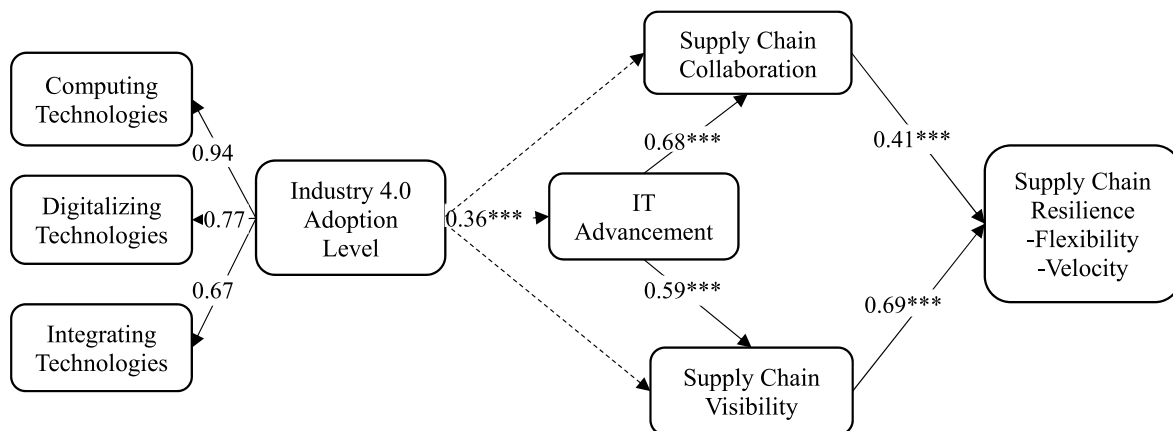 Computing
Technologies
Digitalizing
Technologies
Integrating
Technologies
0.94
0.77
0.67
Industry 4.0
Adoption
Level
0.36***
Supply Chain
Collaboration
0.68***
IT
Advancement
0.59***
Supply Chain
Visibility
0.41***
0.69***
Supply Chain
Resilience
-Flexibility
-Velocity